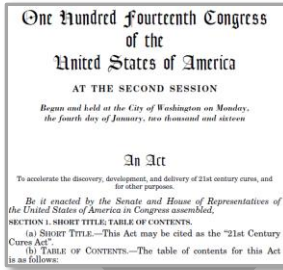 One Hundred Fourteenth Congress
of the
United States of America
AT THE SECOND SESSION
Begun and held at the City of Washington on Monday,
the fourth day of January, two thousand and sixteen
An Act
To accelerate the discovery, development, and delivery of 21st century cures, and
for other purposes.
Be it enacted by the Senate and House of Representatives of
the United States of America in Congress assembled,
SECTION 1. SHORT TITLE; TABLE OF CONTENTS.
(a) SHORT TITLE.—This Act may be cited as the “21st Century
Cures Act”.
(b) TABLE OF CONTENTS.—The table of contents for this Act
is as follows: